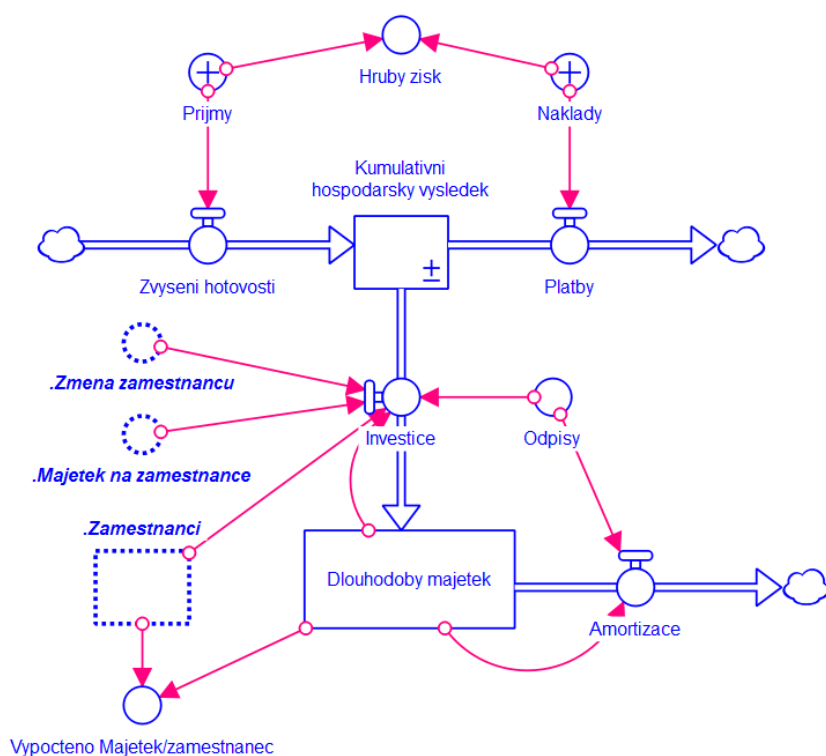 Hruby zisk
Prijmy
Naklady
Kumulativni
hospodarsky vysledek
Zvyseni hotovosti
Platby
.Zmena zamestnancu
Investice
Odpisy
.Majetek na zamestnance
.Zamestnanci
Dlouhodoby majetek
Amortizace
Vypocteno Majetek/zamestnanec